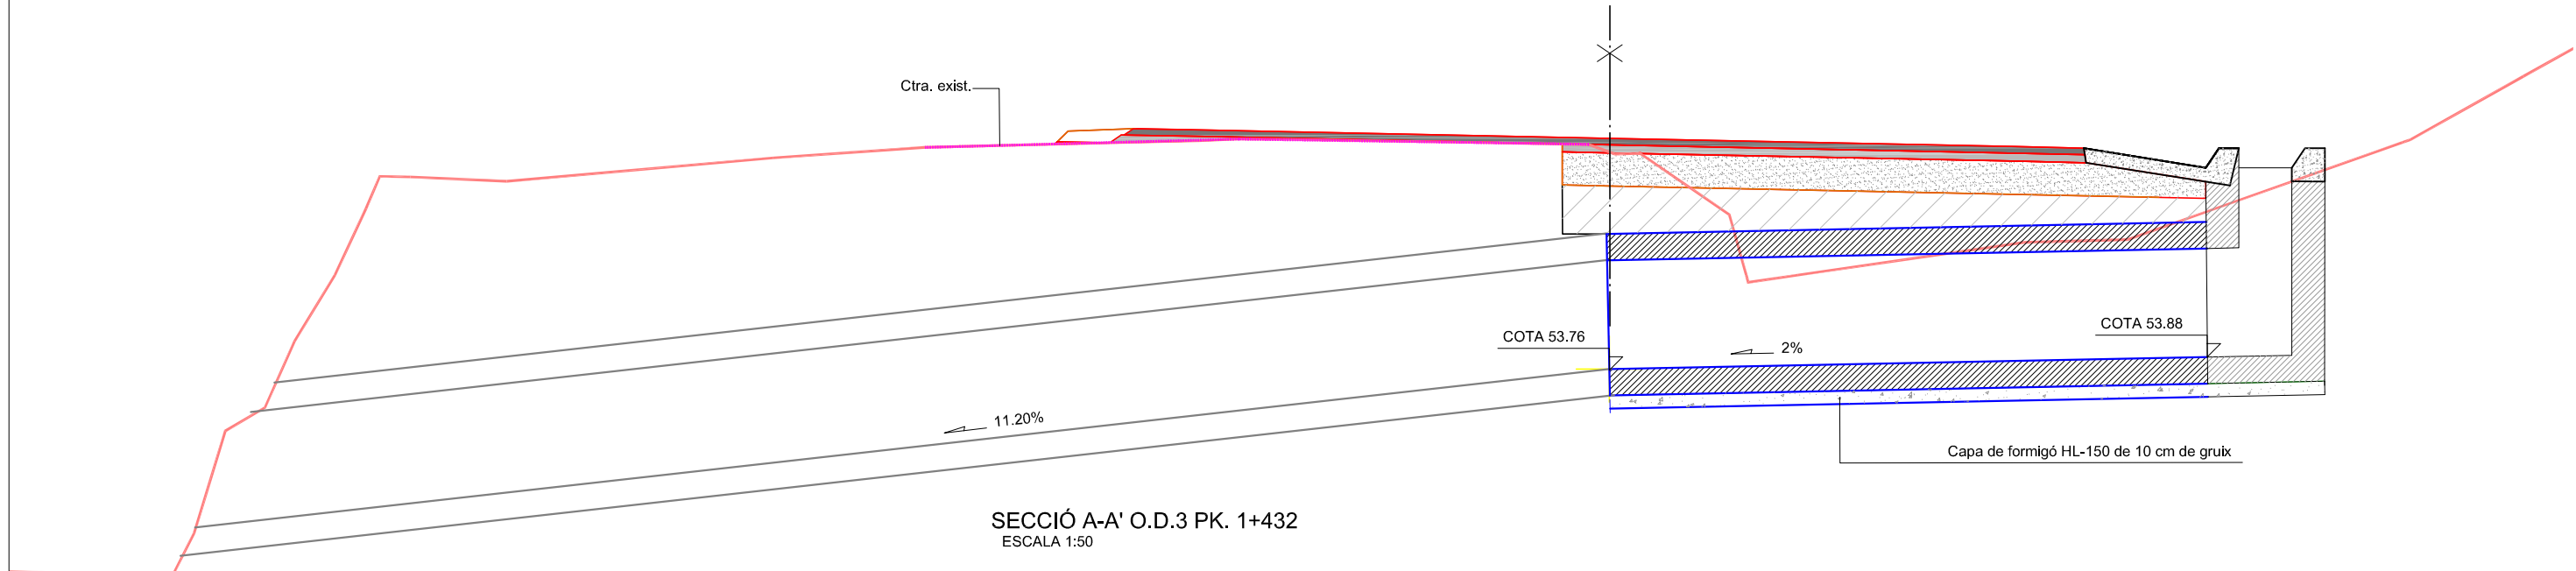 Ctra. exist.
COTA 53.76
COTA 53.88
2%
11.20%
Capa de formigó HL-150 de 10 cm de gruix
SECCIÓ A-A' O.D.3 PK. 1+432
ESCALA 1:50